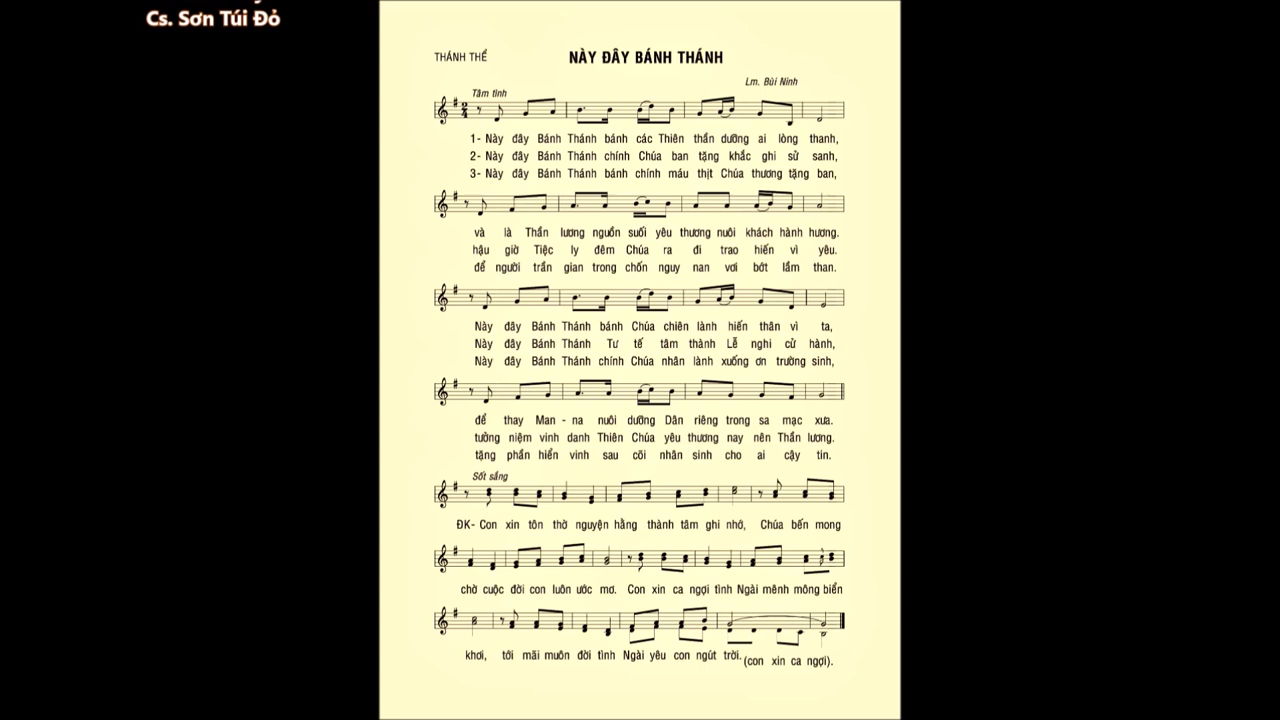 Cs. Sơn Túi Đỏ
THÁNH THỂ
NÀY ĐÂY BÁNH THÁNH
Lm. Bùi Ninh
Tâm tình
1- Này đây Bánh Thánh bánh các Thiên thần dưỡng ai lòng thanh,
2- Này đây Bánh Thánh chính Chúa ban tặng khắc ghi sử sanh,
3- Này đây Bánh Thánh bánh chính máu thịt Chúa thương tặng ban,
và là Thần lương nguồn suối yêu thương nuôi khách hành hương.
hậu giờ Tiệc ly đêm Chúa ra đi trao hiến vì yêu.
để người trần gian trong chốn nguy nan vơi bớt lầm than.
Này đây Bánh Thánh bánh Chúa chiên lành hiến thân vì ta,
Này đây Bánh Thánh Tư tế tâm thành Lễ nghi cử hành,
Này đây Bánh Thánh chính Chúa nhân lành xuống ơn trường sinh,
để thay Man - na nuôi dưỡng Dân riêng trong sa mạc xưa.
tưởng niệm vinh danh Thiên Chúa yêu thương nay nên Thần lương.
tặng phần hiển vinh sau cõi nhân sinh cho ai cậy tin.
Sốt sắng
ĐK- Con xin tôn thờ nguyện hằng thành tâm ghi nhớ, Chúa bến mong
chờ cuộc đời con luôn ước mơ. Con xin ca ngợi tình Ngài mênh mông biển
khơi, tới mãi muôn đời tình Ngài yêu con ngút trời. (con xin ca ngợi).